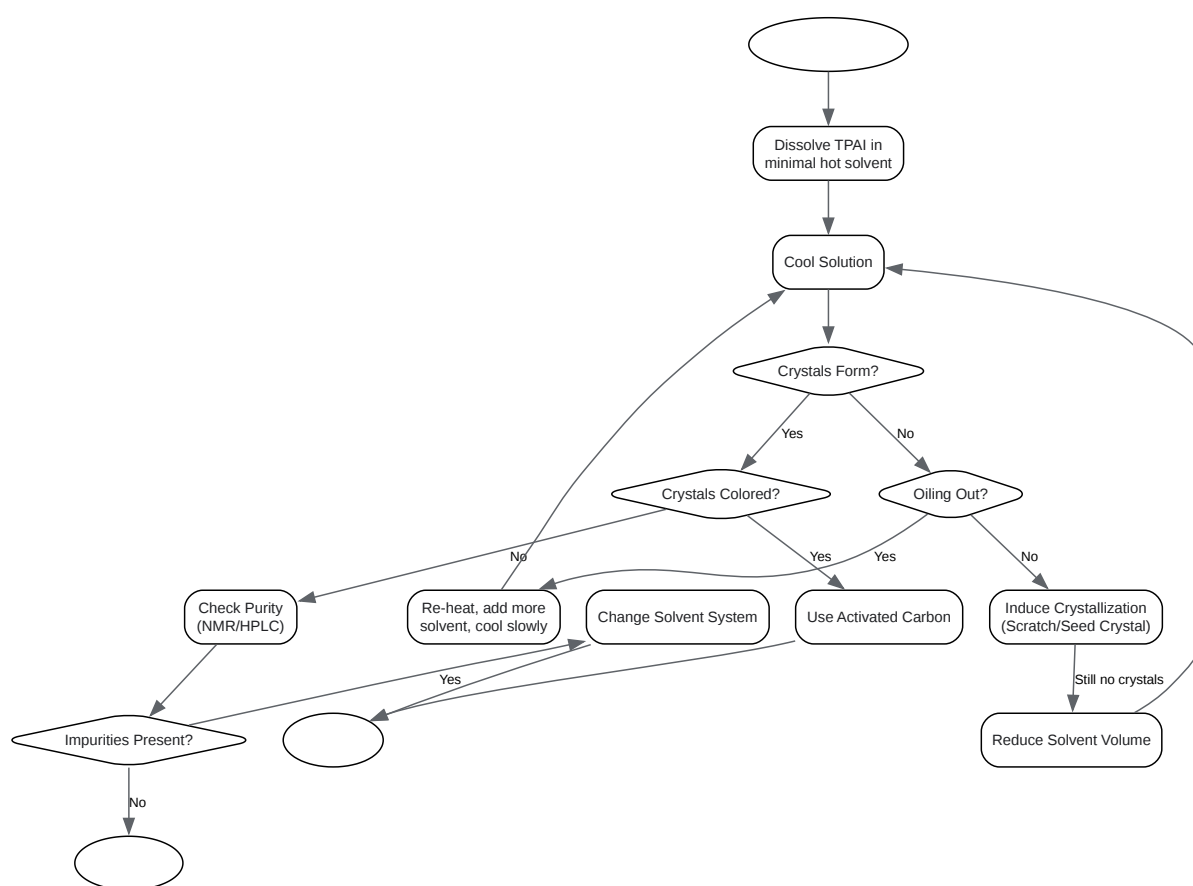 Dissolve TPAI in
minimal hot solvent
Cool Solution
Crystals Form?
Yes
No
Crystals Colored?
Oiling Out?
No
Yes
Yes
No
Check Purity
(NMR/HPLC)
Re-heat, add more
solvent, cool slowly
Change Solvent System
Use Activated Carbon
Induce Crystallization
(Scratch/Seed Crystal)
Yes
Still no crystals
Impurities Present?
Reduce Solvent Volume
No